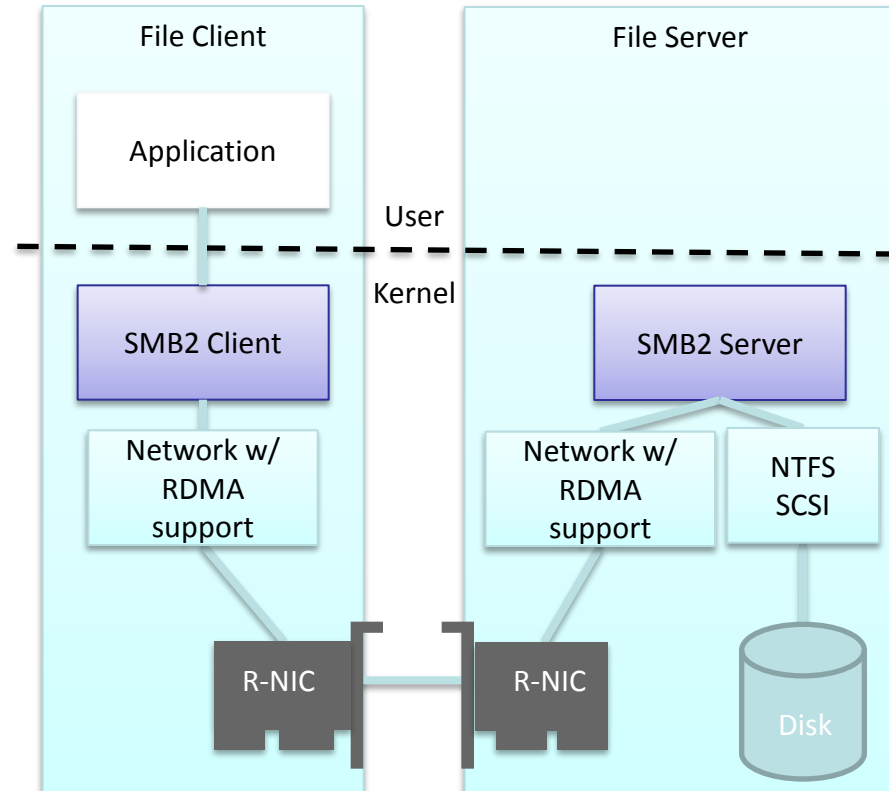 File Client
File Server
Application
User
Kernel
SMB2 Client
SMB2 Server
Network w/
RDMA
support
Network w/
RDMA
support
NTFS
SCSI
R-NIC
R-NIC
Disk